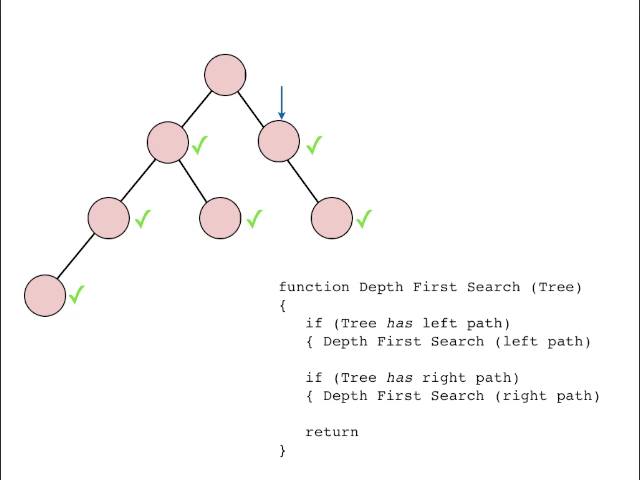 function Depth First Search (Tree)
{
if (Tree has left path)
{ Depth First Search (left path)
if (Tree has right path)
{ Depth First Search (right path)
return
}